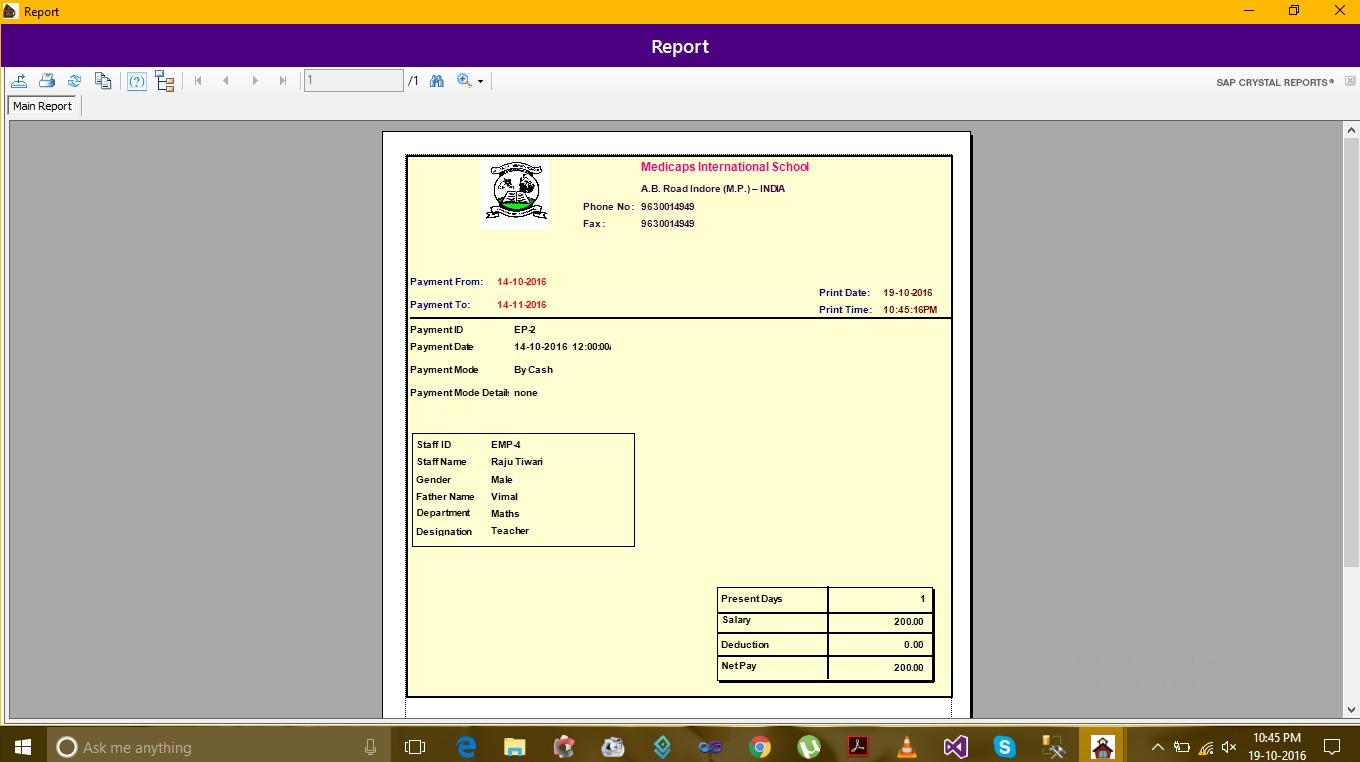 Report
Report
1 /1 SAP CRYSTAL REPORTS®
Main Report
Medicaps International School
A.B. Road Indore (M.P.) – INDIA
Phone No: 9630014949
Fax: 9630014949
Payment From: 14-10-2016
Print Date: 19-10-2016
Payment To: 14-11-2016
Print Time: 10:45:16PM
Payment ID EP-2
Payment Date 14-10-2016 12:00:00
Payment Mode By Cash
Payment Mode Details none
Staff ID EMP-4
Staff Name Raju Tiwari
Gender Male
Father Name Vimal
Department Maths
Designation Teacher
Present Days 1
Salary 200.00
Deduction 0.00
Net Pay 200.00
Ask me anything
10:45 PM
19-10-2016